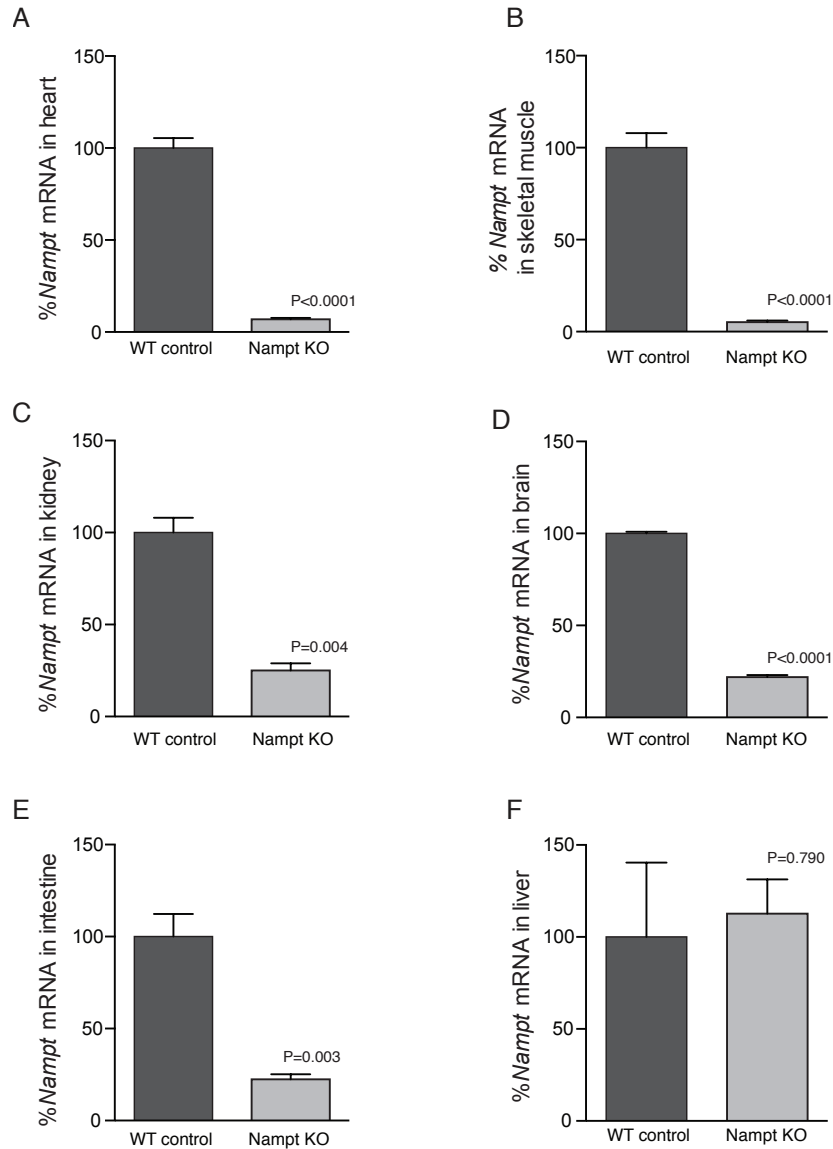 A
%Nampt mRNA in heart
150
100
50
0
P<0.0001
WT control
Nampt KO
B
% Nampt mRNA
in skeletal muscle
150
100
50
0
P<0.0001
WT control
Nampt KO
C
%Nampt mRNA in kidney
150
100
50
0
P=0.004
WT control
Nampt KO
D
%Nampt mRNA in brain
150
100
50
0
P<0.0001
WT control
Nampt KO
E
%Nampt mRNA in intestine
150
100
50
0
P=0.003
WT control
Nampt KO
F
%Nampt mRNA in liver
150
100
50
0
P=0.790
WT control
Nampt KO